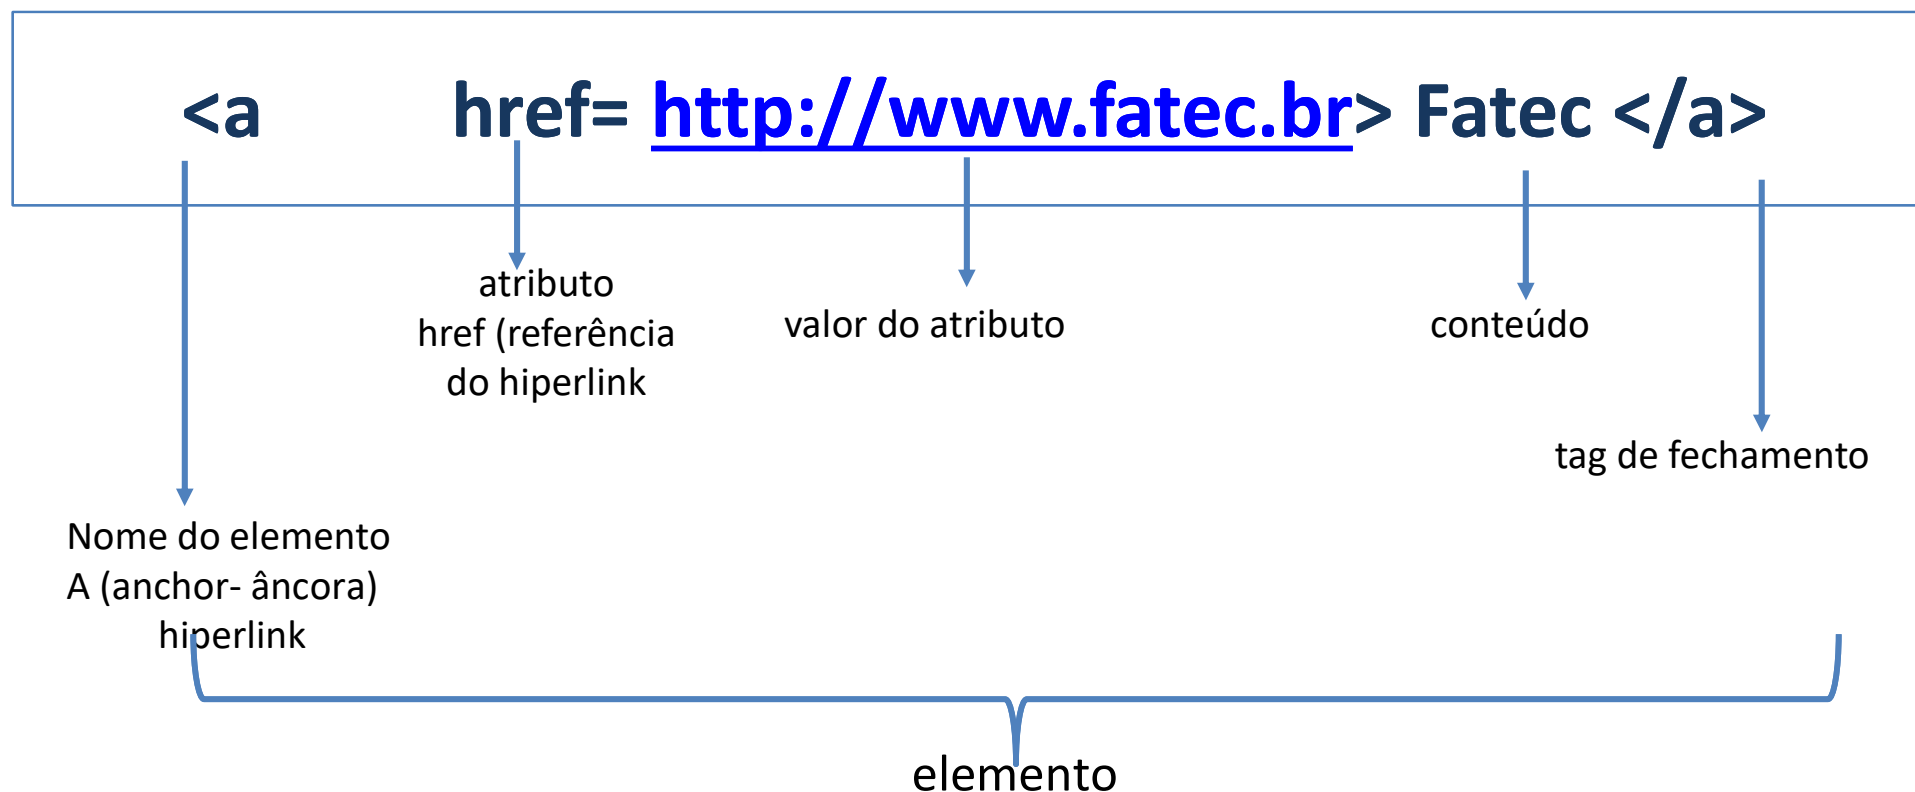 <a href= http://www.fatec.br> Fatec </a>
atributo
href (referência
do hiperlink
valor do atributo
conteúdo
tag de fechamento
Nome do elemento
A (anchor- âncora)
hiperlink
elemento